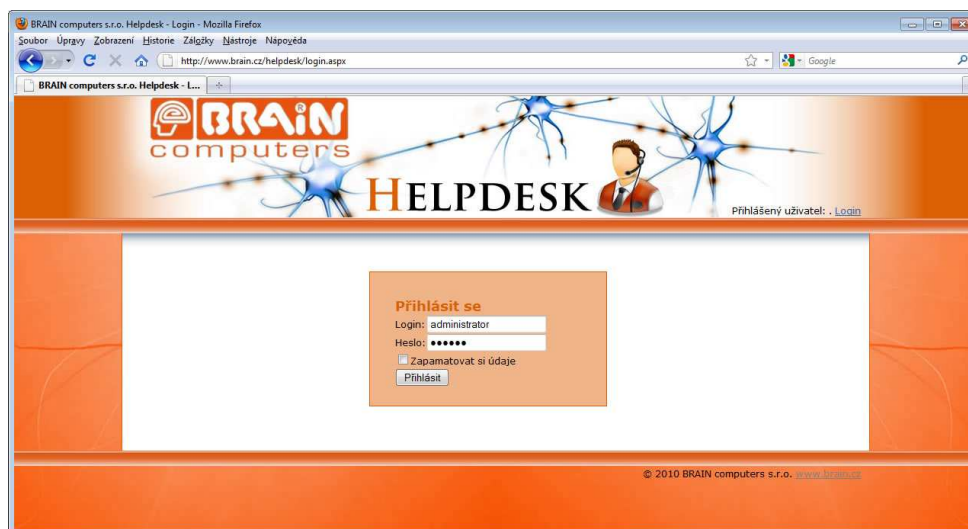 BRAIN computers s.r.o. Helpdesk - Login - Mozilla Firefox
Soubor Úpravy Zobrazení Historie Záložky Nástroje Nápověda
http://www.brain.cz/helpdesk/login.aspx
Google
BRAIN computers s.r.o. Helpdesk - L...
BRAIN
computers
HELPDESK
Přihlášený uživatel: . Login
Přihlásit se
Login: administrator
Heslo: ●●●●●●
Zapamatovat si údaje
Přihlásit
© 2010 BRAIN computers s.r.o. www.brain.cz